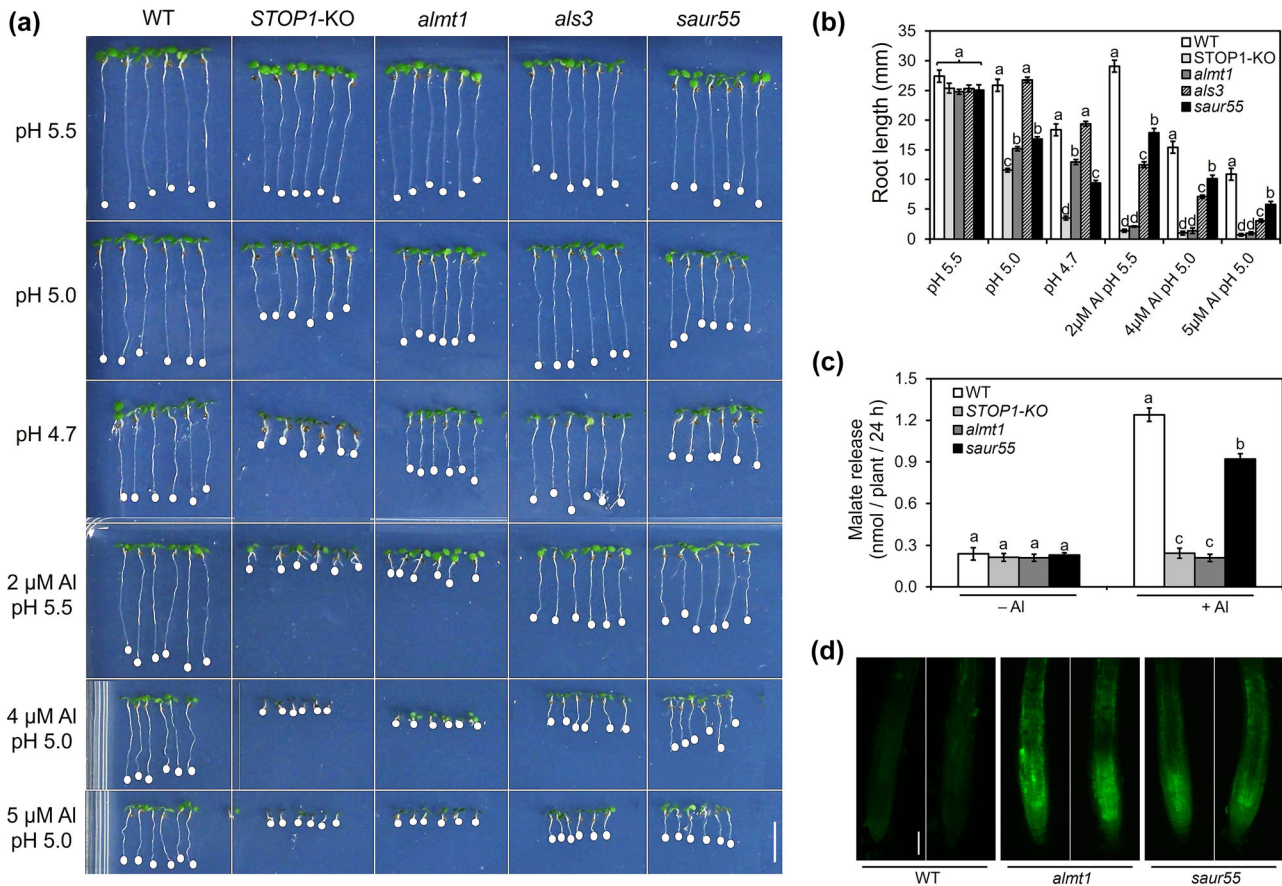 (a)
WT STOP1-KO almt1 als3 saur55
pH 5.5
pH 5.0
pH 4.7
2 µM Al
pH 5.5
4 µM Al
pH 5.0
5 µM Al
pH 5.0
(b)
Root length (mm)
35
30
25
20
15
10
5
0
WT
STOP1-KO
almt1
als3
saur55
a
a c b a b
a d b a c
a d d c b
a d d c b
a d d c b
pH 5.5
pH 5.0
pH 4.7
2µM Al pH 5.5
4µM Al pH 5.0
5µM Al pH 5.0
(c)
Malate release
(nmol / plant / 24 h)
1.5
1.2
0.9
0.6
0.3
0.0
WT
STOP1-KO
almt1
saur55
a a a a
a c c b
– Al
+ Al
(d)
WT almt1 saur55